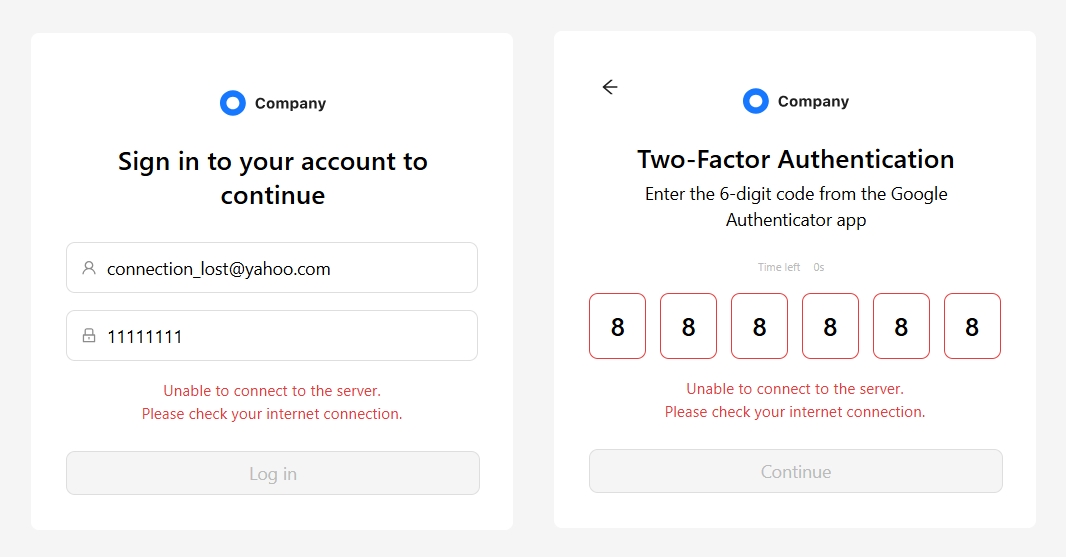 Company
Sign in to your account to
continue
connection_lost@yahoo.com
11111111
Unable to connect to the server.
Please check your internet connection.
Log in
Company
Two-Factor Authentication
Enter the 6-digit code from the Google
Authenticator app
Time left 0s
8 8 8 8 8 8
Unable to connect to the server.
Please check your internet connection.
Continue